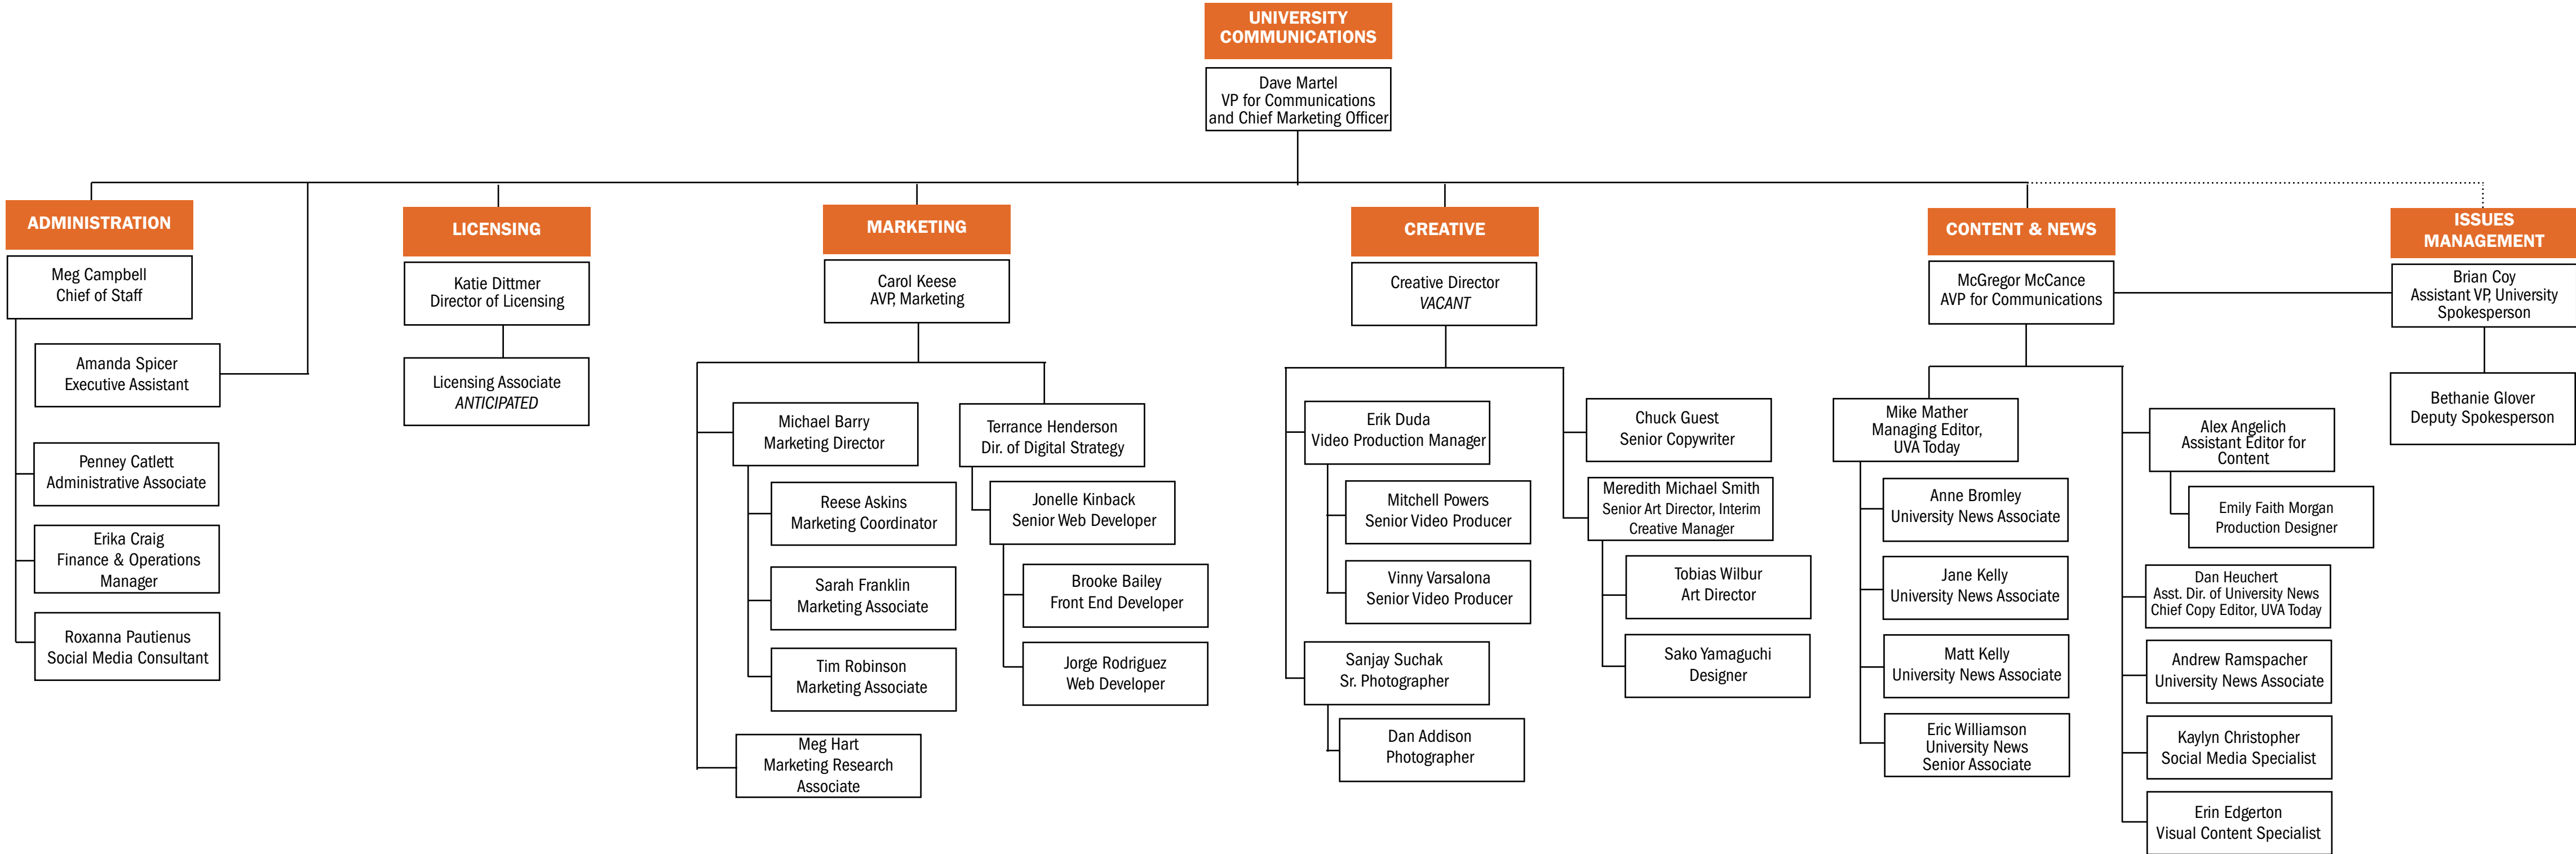 UNIVERSITY
COMMUNICATIONS
Dave Martel
VP for Communications
and Chief Marketing Officer
ADMINISTRATION
Meg Campbell
Chief of Staff
Amanda Spicer
Executive Assistant
Penney Catlett
Administrative Associate
Erika Craig
Finance & Operations
Manager
Roxanna Pautienus
Social Media Consultant
LICENSING
Katie Dittmer
Director of Licensing
Licensing Associate
ANTICIPATED
MARKETING
Carol Keese
AVP, Marketing
Michael Barry
Marketing Director
Reese Askins
Marketing Coordinator
Sarah Franklin
Marketing Associate
Tim Robinson
Marketing Associate
Meg Hart
Marketing Research
Associate
Terrance Henderson
Dir. of Digital Strategy
Jonelle Kinback
Senior Web Developer
Brooke Bailey
Front End Developer
Jorge Rodriguez
Web Developer
CREATIVE
Creative Director
VACANT
Erik Duda
Video Production Manager
Mitchell Powers
Senior Video Producer
Vinny Varsalona
Senior Video Producer
Sanjay Suchak
Sr. Photographer
Dan Addison
Photographer
Chuck Guest
Senior Copywriter
Meredith Michael Smith
Senior Art Director, Interim
Creative Manager
Tobias Wilbur
Art Director
Sako Yamaguchi
Designer
CONTENT & NEWS
McGregor McCance
AVP for Communications
Mike Mather
Managing Editor,
UVA Today
Anne Bromley
University News Associate
Jane Kelly
University News Associate
Matt Kelly
University News Associate
Eric Williamson
University News
Senior Associate
Alex Angelich
Assistant Editor for
Content
Emily Faith Morgan
Production Designer
Dan Heuchert
Asst. Dir. of University News
Chief Copy Editor, UVA Today
Andrew Ramspacher
University News Associate
Kaylyn Christopher
Social Media Specialist
Erin Edgerton
Visual Content Specialist
ISSUES
MANAGEMENT
Brian Coy
Assistant VP, University
Spokesperson
Bethanie Glover
Deputy Spokesperson